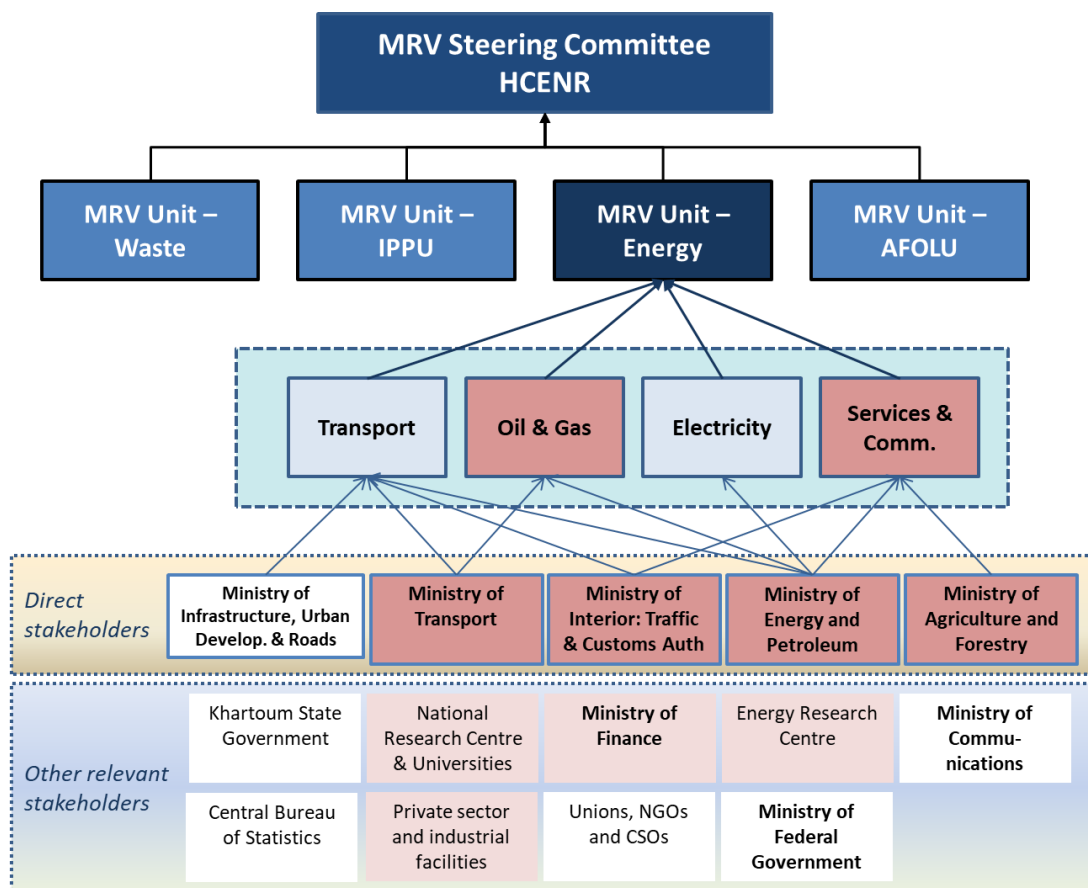 MRV Steering Committee
HCENR
MRV Unit –
Waste
MRV Unit –
IPPU
MRV Unit –
Energy
MRV Unit –
AFOLU
Transport
Oil & Gas
Electricity
Services &
Comm.
Direct
stakeholders
Ministry of
Infrastructure, Urban
Develop. & Roads
Ministry of
Transport
Ministry of
Interior: Traffic
& Customs Auth
Ministry of
Energy and
Petroleum
Ministry of
Agriculture and
Forestry
Other relevant
stakeholders
Khartoum State
Government
National
Research Centre
& Universities
Ministry of
Finance
Energy Research
Centre
Ministry of
Commu-
nications
Central Bureau
of Statistics
Private sector
and industrial
facilities
Unions, NGOs
and CSOs
Ministry of
Federal
Government